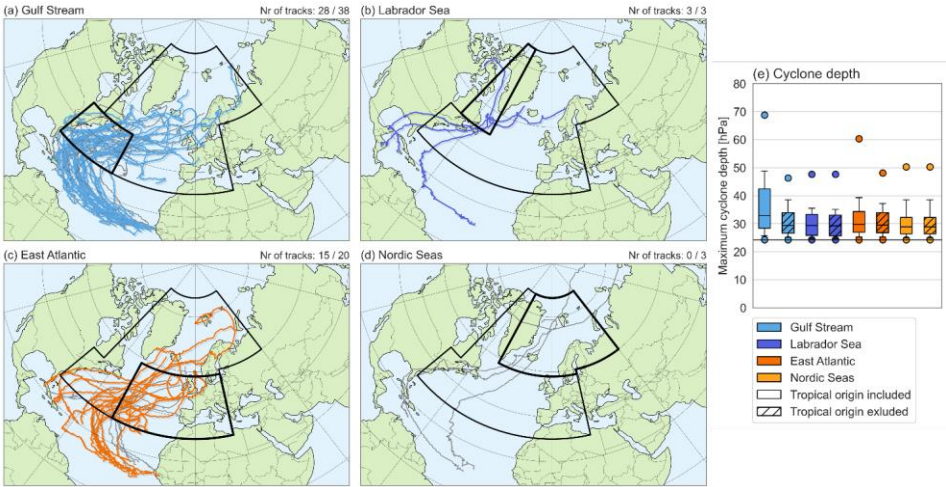 (a) Gulf Stream
Nr of tracks: 28 / 38
(b) Labrador Sea
Nr of tracks: 3 / 3
(c) East Atlantic
Nr of tracks: 15 / 20
(d) Nordic Seas
Nr of tracks: 0 / 3
(e) Cyclone depth
Maximum cyclone depth [hPa]
80
70
60
50
40
30
20
10
0
Gulf Stream
Labrador Sea
East Atlantic
Nordic Seas
Tropical origin included
Tropical origin exluded